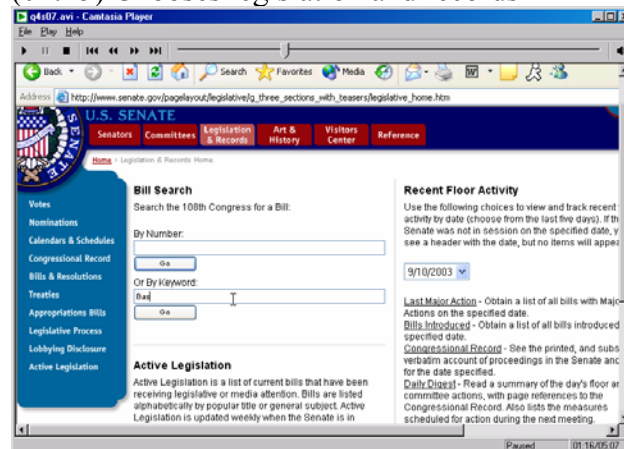 q4s07.avi - Camtasia Player
File Play Help
Back Search Favorites Media
Address http://www.senate.gov/pagelayout/legislative/g_three_sections_with_teasers/legislative_home.htm
U.S. SENATE
SENATE
Senators Committees Legislation & Records Art & History Visitors Center Reference
Home > Legislation & Records Home
Votes
Nominations
Calendars & Schedules
Congressional Record
Bills & Resolutions
Treaties
Appropriations Bills
Legislative Process
Lobbying Disclosure
Active Legislation
Bill Search
Search the 108th Congress for a Bill:
By Number:
Go
Or By Keyword:
Go
Active Legislation
Active Legislation is a list of current bills that have been
receiving legislative or media attention. Bills are listed
alphabetically by popular title or general subject. Active
Legislation is updated weekly when the Senate is in
Recent Floor Activity
Use the following choices to view and track recent
activity by date (choose from the last five days). If th
Senate was not in session on the specified date, y
see a header with the date, but no items will appea
9/10/2003
Last Major Action - Obtain a list of all bills with Majo
Actions on the specified date.
Bills Introduced - Obtain a list of all bills introduced
specified date.
Congressional Record - See the printed, and subs
verbatim account of proceedings in the Senate and
for the date specified.
Daily Digest - Read a summary of the day's floor an
committee actions, with page references to the
Congressional Record. Also lists the measures
scheduled for action during the next meeting.
Paused 01:16/05:07